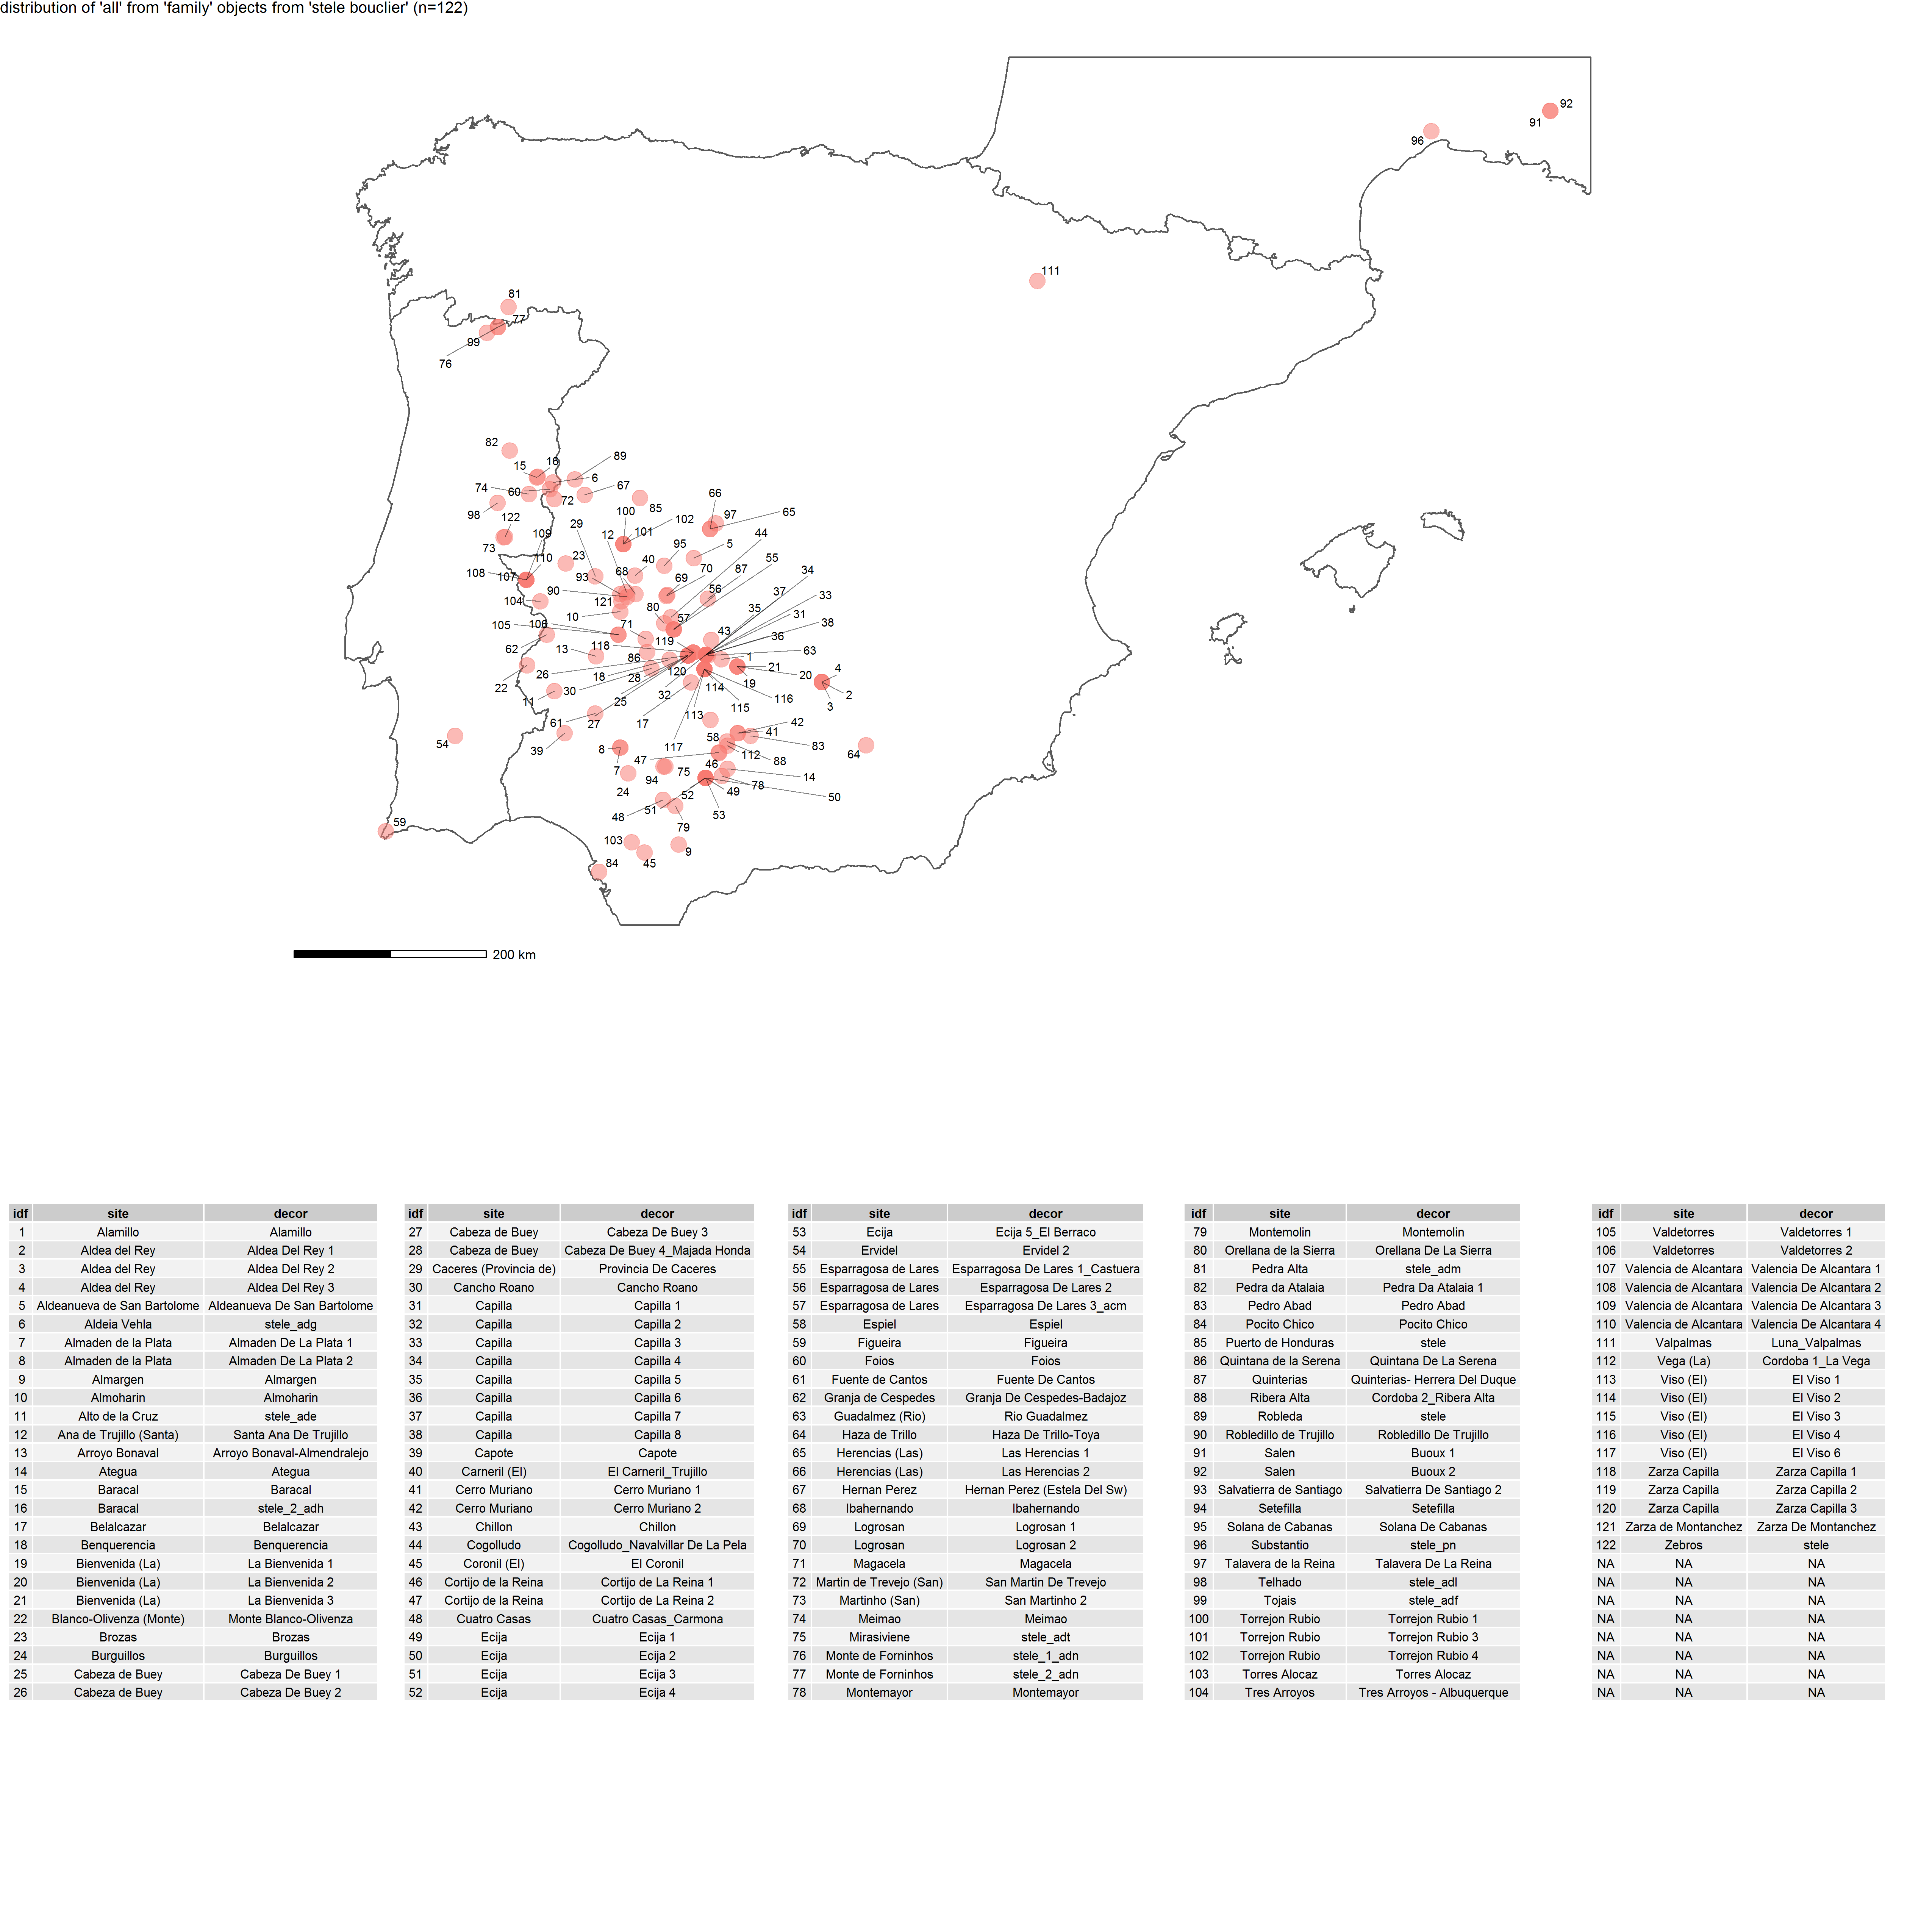 distribution of 'all' from 'family' objects from 'stele bouclier' (n=122)
92
91
96
111
81
77
99
76
82
16
15
89
6
74
60
72
67
98
85
66
100
97
65
122
102
29
109
101
44
12
73
95
5
55
110
23
40
70
87
34
108
107
93
68
69
56
37
90
33
104
121
80
35
31
10
57
105
106
71
43
38
119
36
118
62
13
63
86
1
22
26
120
21
4
18
28
20
19
114
2
11
30
25
32
116
115
3
61
27
17
113
42
54
41
39
58
117
83
8
112
64
47
88
46
7
94
75
14
24
78
52
49
50
51
48
53
59
79
103
9
84
45
200 km
idf site decor
1 Alamillo Alamillo
2 Aldea del Rey Aldea Del Rey 1
3 Aldea del Rey Aldea Del Rey 2
4 Aldea del Rey Aldea Del Rey 3
5 Aldeanueva de San Bartolome Aldeanueva De San Bartolome
6 Aldeia Vehla stele_adg
7 Almaden de la Plata Almaden De La Plata 1
8 Almaden de la Plata Almaden De La Plata 2
9 Almargen Almargen
10 Almoharin Almoharin
11 Alto de la Cruz stele_ade
12 Ana de Trujillo (Santa) Santa Ana De Trujillo
13 Arroyo Bonaval Arroyo Bonaval-Almendralejo
14 Ategua Ategua
15 Baracal Baracal
16 Baracal stele_2_adh
17 Belalcazar Belalcazar
18 Benquerencia Benquerencia
19 Bienvenida (La) La Bienvenida 1
20 Bienvenida (La) La Bienvenida 2
21 Bienvenida (La) La Bienvenida 3
22 Blanco-Olivenza (Monte) Monte Blanco-Olivenza
23 Brozas Brozas
24 Burguillos Burguillos
25 Cabeza de Buey Cabeza De Buey 1
26 Cabeza de Buey Cabeza De Buey 2
idf site decor
27 Cabeza de Buey Cabeza De Buey 3
28 Cabeza de Buey Cabeza De Buey 4_Majada Honda
29 Caceres (Provincia de) Provincia De Caceres
30 Cancho Roano Cancho Roano
31 Capilla Capilla 1
32 Capilla Capilla 2
33 Capilla Capilla 3
34 Capilla Capilla 4
35 Capilla Capilla 5
36 Capilla Capilla 6
37 Capilla Capilla 7
38 Capilla Capilla 8
39 Capote Capote
40 Carneril (El) El Carneril_Trujillo
41 Cerro Muriano Cerro Muriano 1
42 Cerro Muriano Cerro Muriano 2
43 Chillon Chillon
44 Cogolludo Cogolludo_Navalvillar De La Pela
45 Coronil (El) El Coronil
46 Cortijo de la Reina Cortijo de La Reina 1
47 Cortijo de la Reina Cortijo de La Reina 2
48 Cuatro Casas Cuatro Casas_Carmona
49 Ecija Ecija 1
50 Ecija Ecija 2
51 Ecija Ecija 3
52 Ecija Ecija 4
idf site decor
53 Ecija Ecija 5_El Berraco
54 Ervidel Ervidel 2
55 Esparragosa de Lares Esparragosa De Lares 1_Castuera
56 Esparragosa de Lares Esparragosa De Lares 2
57 Esparragosa de Lares Esparragosa De Lares 3_acm
58 Espiel Espiel
59 Figueira Figueira
60 Foios Foios
61 Fuente de Cantos Fuente De Cantos
62 Granja de Cespedes Granja De Cespedes-Badajoz
63 Guadalmez (Rio) Rio Guadalmez
64 Haza de Trillo Haza De Trillo-Toya
65 Herencias (Las) Las Herencias 1
66 Herencias (Las) Las Herencias 2
67 Hernan Perez Hernan Perez (Estela Del Sw)
68 Ibahernando Ibahernando
69 Logrosan Logrosan 1
70 Logrosan Logrosan 2
71 Magacela Magacela
72 Martin de Trevejo (San) San Martin De Trevejo
73 Martinho (San) San Martinho 2
74 Meimao Meimao
75 Mirasiviene stele_adt
76 Monte de Forninhos stele_1_adn
77 Monte de Forninhos stele_2_adn
78 Montemayor Montemayor
idf site decor
79 Montemolin Montemolin
80 Orellana de la Sierra Orellana De La Sierra
81 Pedra Alta stele_adm
82 Pedra da Atalaia Pedra Da Atalaia 1
83 Pedro Abad Pedro Abad
84 Pocito Chico Pocito Chico
85 Puerto de Honduras stele
86 Quintana de la Serena Quintana De La Serena
87 Quinterias Quinterias- Herrera Del Duque
88 Ribera Alta Cordoba 2_Ribera Alta
89 Robleda stele
90 Robledillo de Trujillo Robledillo De Trujillo
91 Salen Buoux 1
92 Salen Buoux 2
93 Salvatierra de Santiago Salvatierra De Santiago 2
94 Setefilla Setefilla
95 Solana de Cabanas Solana De Cabanas
96 Substantio stele_pn
97 Talavera de la Reina Talavera De La Reina
98 Telhado stele_adl
99 Tojais stele_adf
100 Torrejon Rubio Torrejon Rubio 1
101 Torrejon Rubio Torrejon Rubio 3
102 Torrejon Rubio Torrejon Rubio 4
103 Torres Alocaz Torres Alocaz
104 Tres Arroyos Tres Arroyos - Albuquerque
idf site decor
105 Valdetorres Valdetorres 1
106 Valdetorres Valdetorres 2
107 Valencia de Alcantara Valencia De Alcantara 1
108 Valencia de Alcantara Valencia De Alcantara 2
109 Valencia de Alcantara Valencia De Alcantara 3
110 Valencia de Alcantara Valencia De Alcantara 4
111 Valpalmas Luna_Valpalmas
112 Vega (La) Cordoba 1_La Vega
113 Viso (El) El Viso 1
114 Viso (El) El Viso 2
115 Viso (El) El Viso 3
116 Viso (El) El Viso 4
117 Viso (El) El Viso 6
118 Zarza Capilla Zarza Capilla 1
119 Zarza Capilla Zarza Capilla 2
120 Zarza Capilla Zarza Capilla 3
121 Zarza de Montanchez Zarza De Montanchez
122 Zebros stele
NA NA NA
NA NA NA
NA NA NA
NA NA NA
NA NA NA
NA NA NA
NA NA NA
NA NA NA